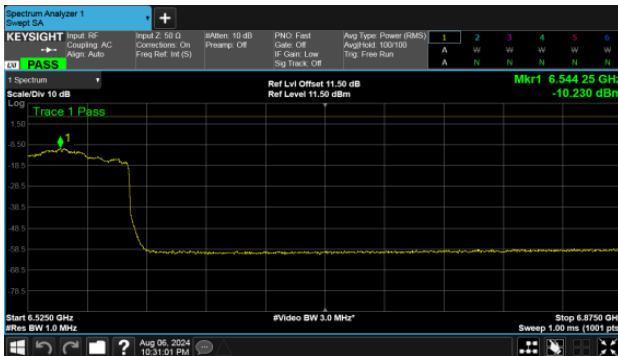 Spectrum Analyzer 1
Swept SA
+
KEYSIGHT Input: RF Input Z: 50 Ω #Atten: 10 dB PNO: Fast Avg Type: Power (RMS) 1 2 3 4 5 6
Coupling: AC Corrections: On Preamp: Off Gate: Off Avg|Hold: 100/100 A W W W W W
Align: Auto Freq Ref: Int (S) IF Gain: Low Trig: Free Run A N N N N N
Sig Track: Off
LXI PASS
1 Spectrum Ref Lvl Offset 11.50 dB Mkr1 6.544 25 GHz
Scale/Div 10 dB Ref Level 11.50 dBm -10.230 dBm
Log Trace 1 Pass
1.50
1
-8.50
-18.5
-28.5
-38.5
-48.5
-58.5
-68.5
-78.5
Start 6.5250 GHz #Video BW 3.0 MHz* Stop 6.8750 GHz
#Res BW 1.0 MHz Sweep 1.00 ms (1001 pts
? Aug 06, 2024
10:31:01 PM